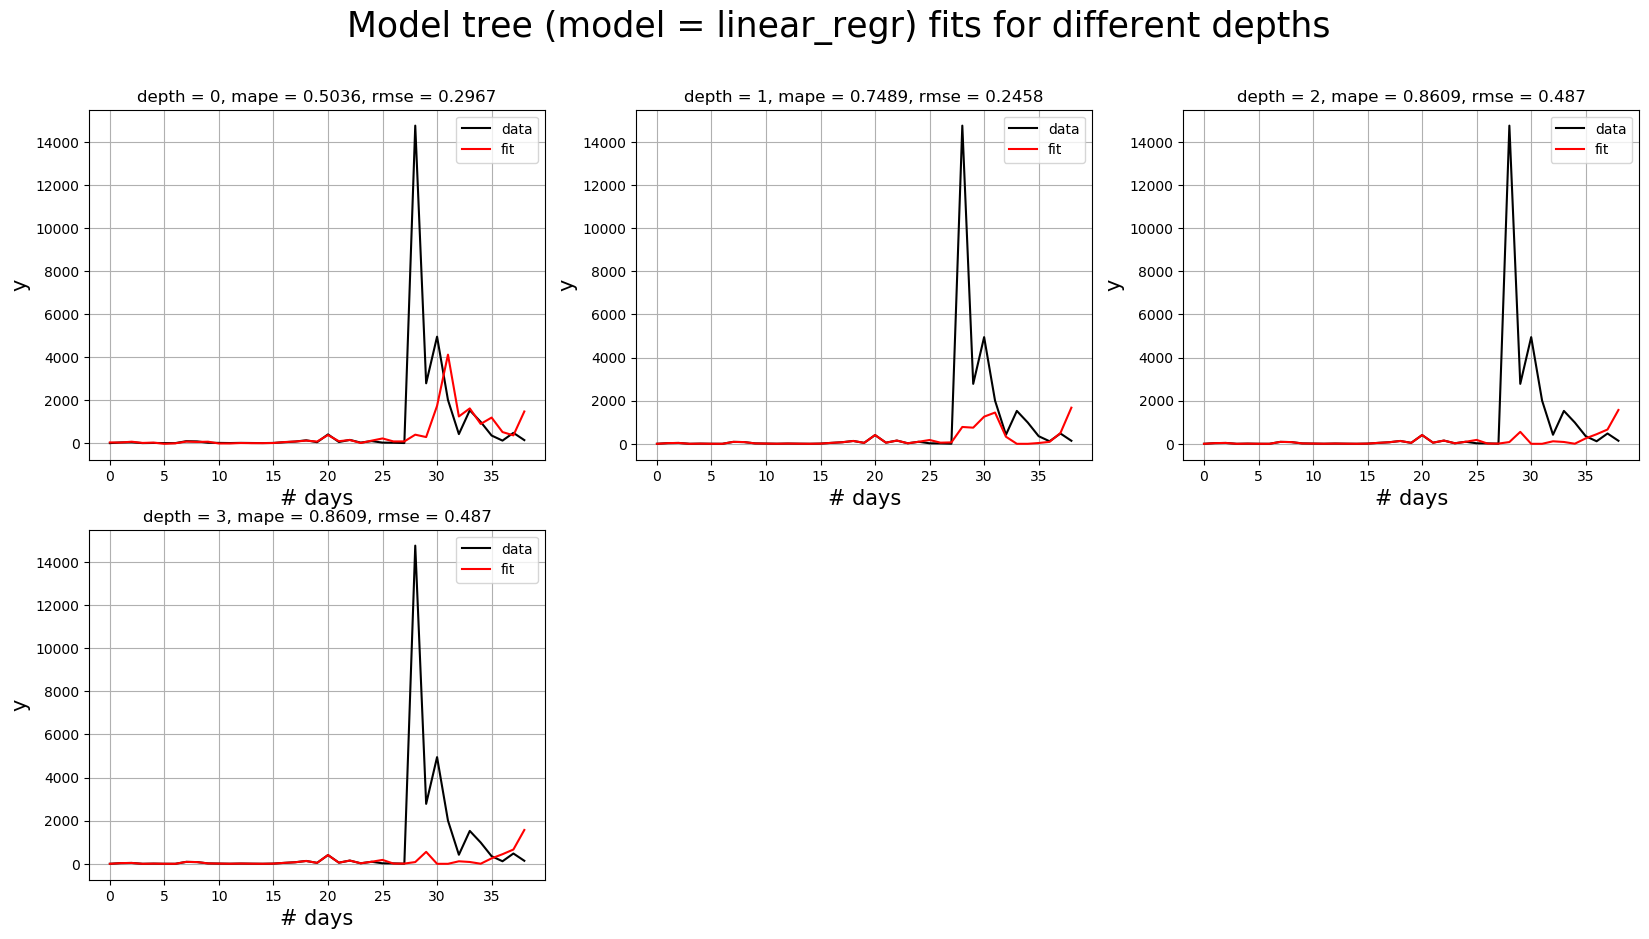 Model tree (model = linear_regr) fits for different depths
depth = 0, mape = 0.5036, rmse = 0.2967
data
fit
14000
12000
10000
8000
6000
4000
2000
0
y
0 5 10 15 20 25 30 35
# days
depth = 1, mape = 0.7489, rmse = 0.2458
data
fit
14000
12000
10000
8000
6000
4000
2000
0
y
0 5 10 15 20 25 30 35
# days
depth = 2, mape = 0.8609, rmse = 0.487
data
fit
14000
12000
10000
8000
6000
4000
2000
0
y
0 5 10 15 20 25 30 35
# days
depth = 3, mape = 0.8609, rmse = 0.487
data
fit
14000
12000
10000
8000
6000
4000
2000
0
y
0 5 10 15 20 25 30 35
# days